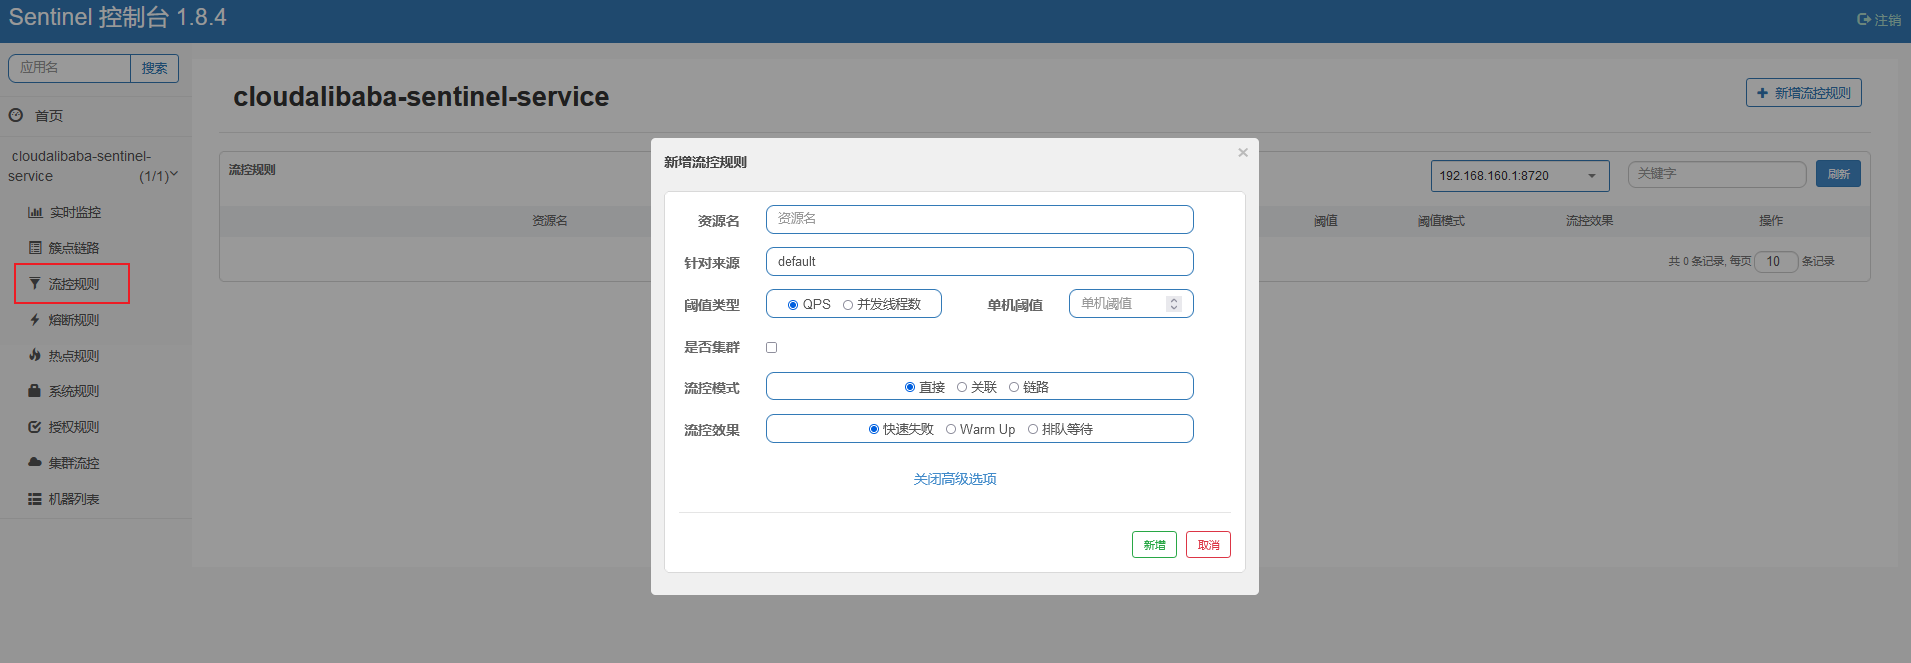 Sentinel 控制台 1.8.4
注销
应用名
搜索
首页
cloudalibaba-sentinel-
service (1/1)
实时监控
簇点链路
流控规则
熔断规则
热点规则
系统规则
授权规则
集群流控
机器列表
cloudalibaba-sentinel-service
新增流控规则
流控规则
192.168.160.1:8720
关键字
刷新
资源名
阈值
阈值模式
流控效果
操作
共 0 条记录, 每页 10 条记录
新增流控规则
×
资源名 资源名
针对来源 default
阈值类型 QPS 并发线程数 单机阈值 单机阈值
是否集群
流控模式 直接 关联 链路
流控效果 快速失败 Warm Up 排队等待
关闭高级选项
新增 取消